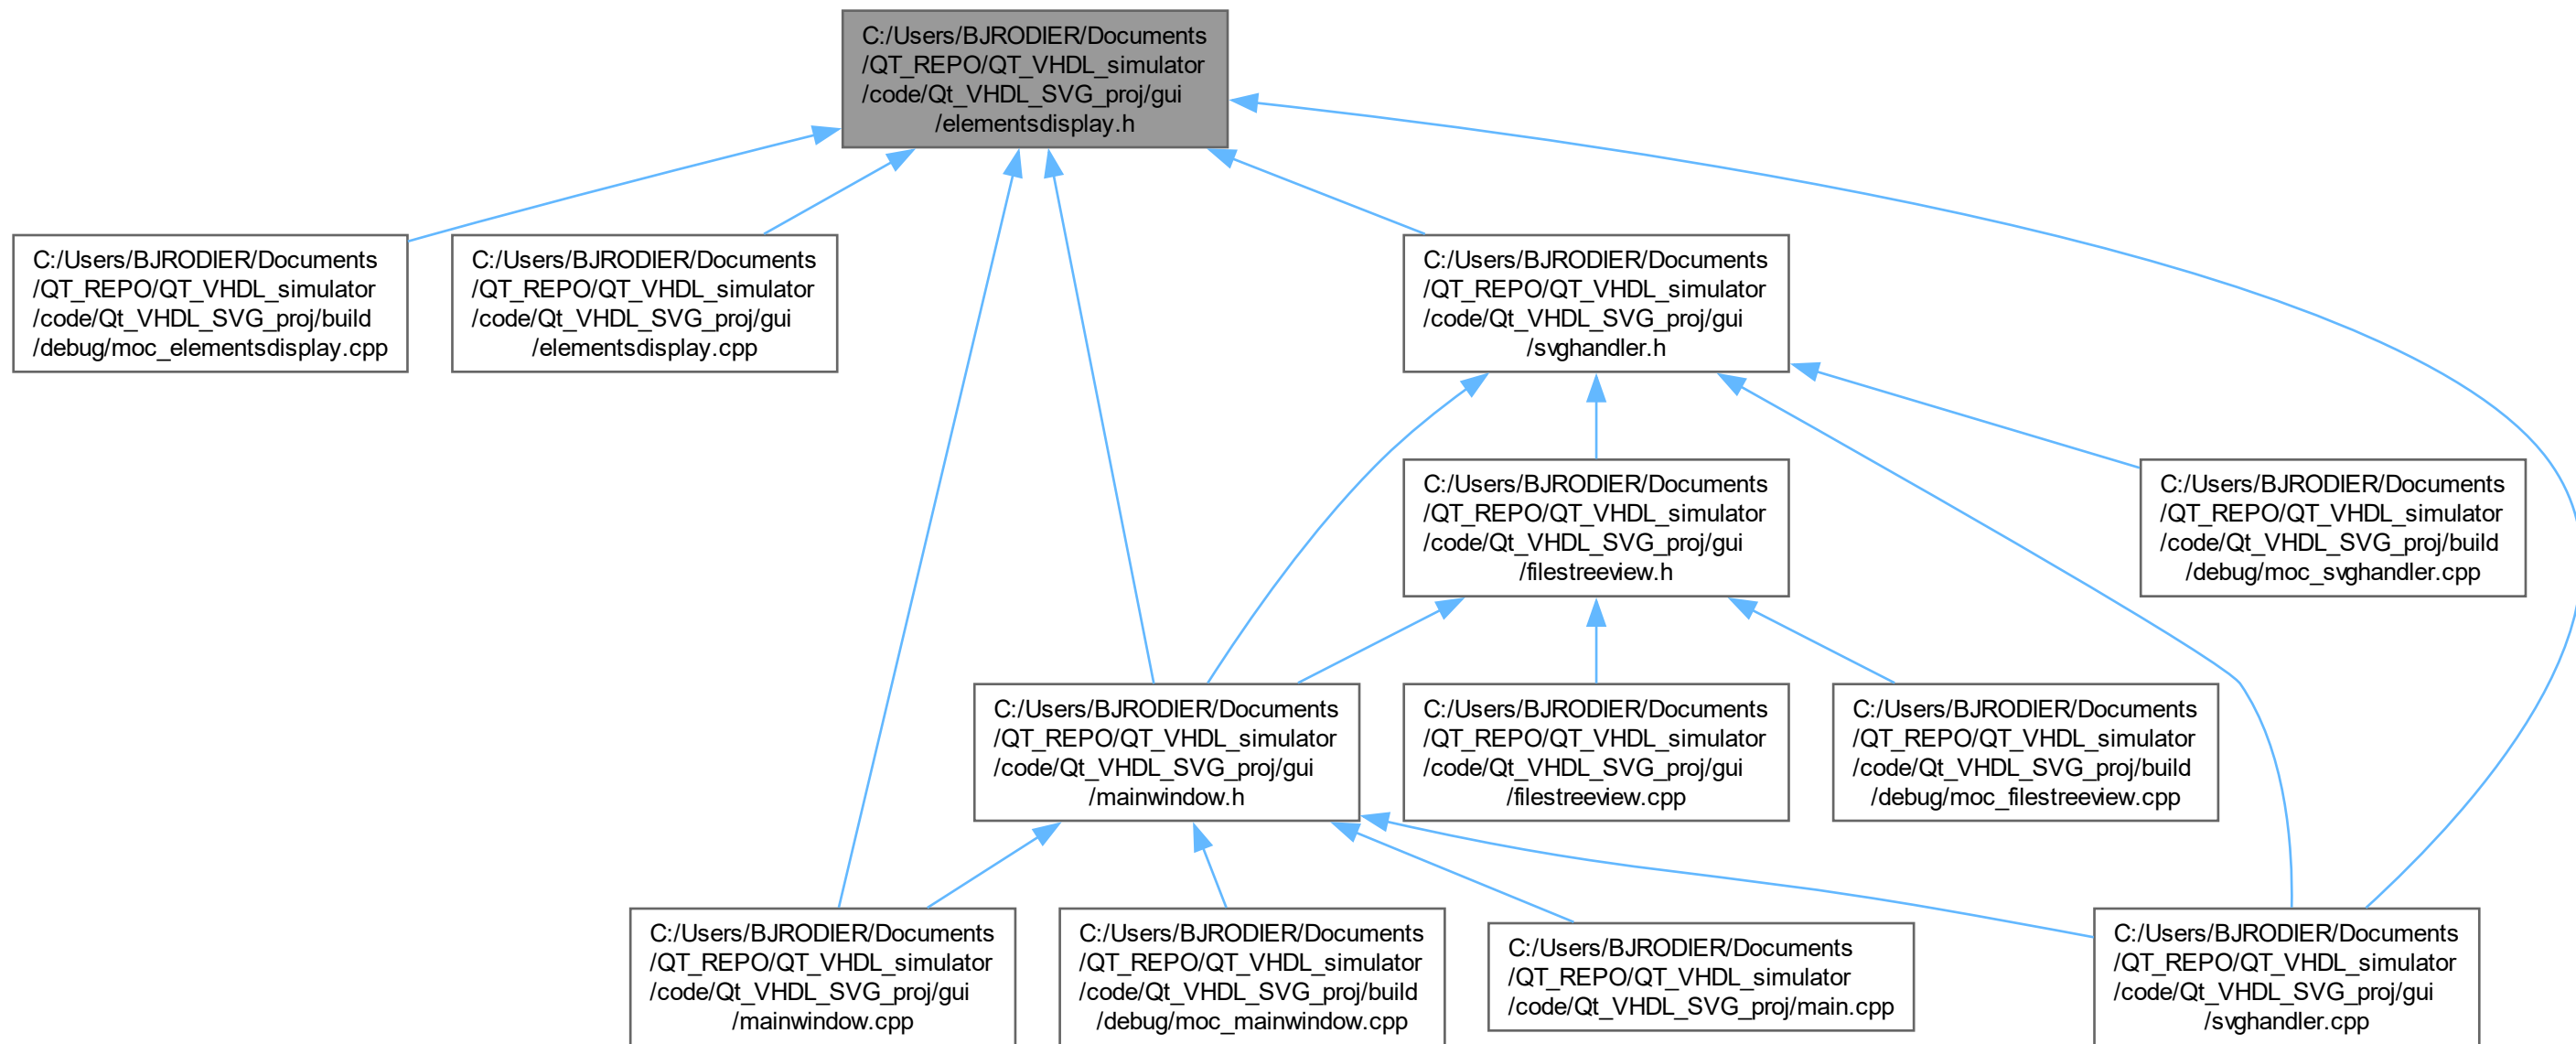 C:/Users/BJRODIER/Documents
/QT_REPO/QT_VHDL_simulator
/code/Qt_VHDL_SVG_proj/gui
/elementsdisplay.h
C:/Users/BJRODIER/Documents
/QT_REPO/QT_VHDL_simulator
/code/Qt_VHDL_SVG_proj/build
/debug/moc_elementsdisplay.cpp
C:/Users/BJRODIER/Documents
/QT_REPO/QT_VHDL_simulator
/code/Qt_VHDL_SVG_proj/gui
/elementsdisplay.cpp
C:/Users/BJRODIER/Documents
/QT_REPO/QT_VHDL_simulator
/code/Qt_VHDL_SVG_proj/gui
/svghandler.h
C:/Users/BJRODIER/Documents
/QT_REPO/QT_VHDL_simulator
/code/Qt_VHDL_SVG_proj/gui
/filestreeview.h
C:/Users/BJRODIER/Documents
/QT_REPO/QT_VHDL_simulator
/code/Qt_VHDL_SVG_proj/build
/debug/moc_svghandler.cpp
C:/Users/BJRODIER/Documents
/QT_REPO/QT_VHDL_simulator
/code/Qt_VHDL_SVG_proj/gui
/mainwindow.h
C:/Users/BJRODIER/Documents
/QT_REPO/QT_VHDL_simulator
/code/Qt_VHDL_SVG_proj/gui
/filestreeview.cpp
C:/Users/BJRODIER/Documents
/QT_REPO/QT_VHDL_simulator
/code/Qt_VHDL_SVG_proj/build
/debug/moc_filestreeview.cpp
C:/Users/BJRODIER/Documents
/QT_REPO/QT_VHDL_simulator
/code/Qt_VHDL_SVG_proj/gui
/mainwindow.cpp
C:/Users/BJRODIER/Documents
/QT_REPO/QT_VHDL_simulator
/code/Qt_VHDL_SVG_proj/build
/debug/moc_mainwindow.cpp
C:/Users/BJRODIER/Documents
/QT_REPO/QT_VHDL_simulator
/code/Qt_VHDL_SVG_proj/main.cpp
C:/Users/BJRODIER/Documents
/QT_REPO/QT_VHDL_simulator
/code/Qt_VHDL_SVG_proj/gui
/svghandler.cpp